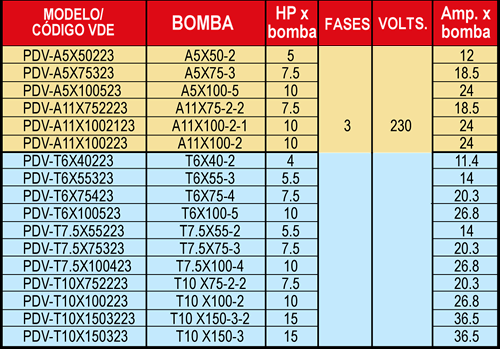 MODELO/ CÓDIGO VDE BOMBA HP x bomba FASES VOLTS. Amp. x bomba
PDV-A5X50223 A5X50-2 5 12
PDV-A5X75323 A5X75-3 7.5 18.5
PDV-A5X100523 A5X100-5 10 24
PDV-A11X752223 A11X75-2-2 7.5 18.5
PDV-A11X1002123 A11X100-2-1 10 3 230 24
PDV-A11X100223 A11X100-2 10 24
PDV-T6X40223 T6X40-2 4 11.4
PDV-T6X55323 T6X55-3 5.5 14
PDV-T6X75423 T6X75-4 7.5 20.3
PDV-T6X100523 T6X100-5 10 26.8
PDV-T7.5X55223 T7.5X55-2 5.5 14
PDV-T7.5X75323 T7.5X75-3 7.5 20.3
PDV-T7.5X100423 T7.5X100-4 10 26.8
PDV-T10X752223 T10 X75-2-2 7.5 20.3
PDV-T10X100223 T10 X100-2 10 26.8
PDV-T10X1503223 T10 X150-3-2 15 36.5
PDV-T10X150323 T10 X150-3 15 36.5